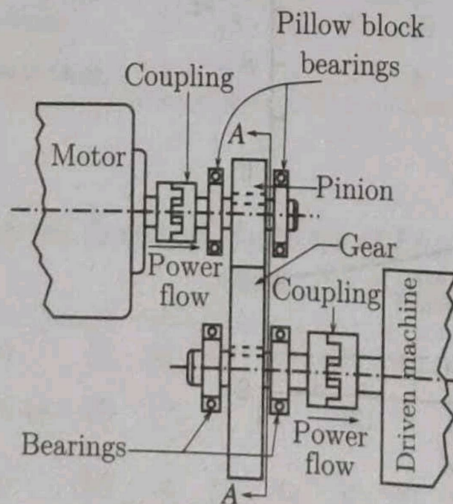 Pillow block
bearings
Coupling
A
Motor
Pinion
Gear
Power
flow
Coupling
Driven machine
Bearings
Power
flow
A